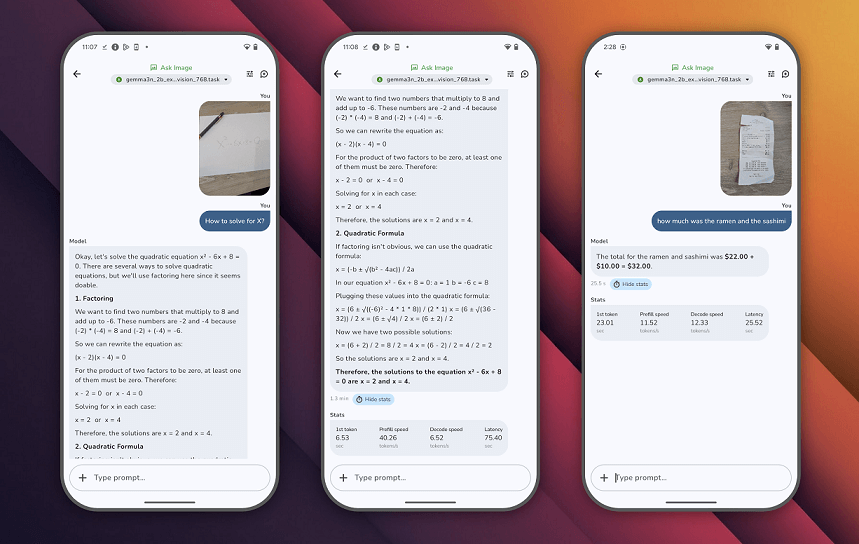 11:07
Ask Image
gemma3n_2b_ex...vision_768.task
You
You
How to solve for X?
Model
Okay, let's solve the quadratic equation x² - 6x + 8 =
0. There are several ways to solve quadratic
equations, but we'll use factoring here since it seems
doable.
1. Factoring
We want to find two numbers that multiply to 8 and
add up to -6. These numbers are -2 and -4 because
(-2) * (-4) = 8 and (-2) + (-4) = -6.
So we can rewrite the equation as:
(x - 2)(x - 4) = 0
For the product of two factors to be zero, at least one
of them must be zero. Therefore:
x - 2 = 0 or x - 4 = 0
Solving for x in each case:
x = 2 or x = 4
Therefore, the solutions are x = 2 and x = 4.
2. Quadratic Formula
Type prompt...
11:08
Ask Image
gemma3n_2b_ex...vision_768.task
We want to find two numbers that multiply to 8 and
add up to -6. These numbers are -2 and -4 because
(-2) * (-4) = 8 and (-2) + (-4) = -6.
So we can rewrite the equation as:
(x - 2)(x - 4) = 0
For the product of two factors to be zero, at least one
of them must be zero. Therefore:
x - 2 = 0 or x - 4 = 0
Solving for x in each case:
x = 2 or x = 4
Therefore, the solutions are x = 2 and x = 4.
2. Quadratic Formula
If factoring isn't obvious, we can use the quadratic
formula:
x = (-b ± √(b² - 4ac)) / 2a
In our equation x² - 6x + 8 = 0: a = 1 b = -6 c = 8
Plugging these values into the quadratic formula:
x = (6 ± √((-6)² - 4 * 1 * 8)) / (2 * 1) x = (6 ± √(36 -
32)) / 2 x = (6 ± √4) / 2 x = (6 ± 2) / 2
Now we have two possible solutions:
x = (6 + 2) / 2 = 8 / 2 = 4 x = (6 - 2) / 2 = 4 / 2 = 2
So the solutions are x = 2 and x = 4.
Therefore, the solutions to the equation x² - 6x + 8
= 0 are x = 2 and x = 4.
1.3 min Hide stats
Stats
1st token Prefill speed Decode speed Latency
6.53 40.26 6.52 75.40
sec tokens/s tokens/s sec
Type prompt...
2:28
Ask Image
gemma3n_2b_ex...vision_768.task
You
You
how much was the ramen and the sashimi
Model
The total for the ramen and sashimi was $22.00 +
$10.00 = $32.00.
25.5 s Hide stats
Stats
1st token Prefill speed Decode speed Latency
23.01 11.52 12.33 25.52
sec tokens/s tokens/s sec
Type prompt...